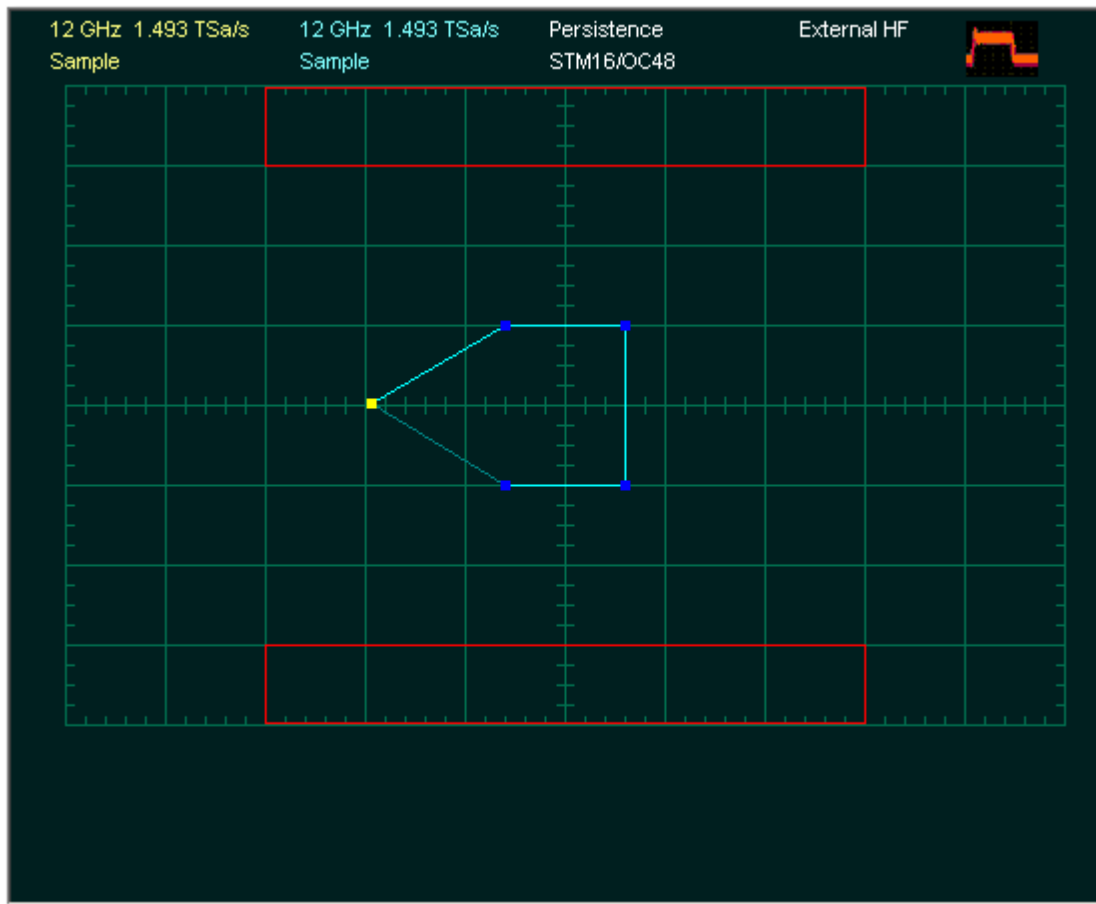 12 GHz 1.493 TSa/s 12 GHz 1.493 TSa/s Persistence External HF
Sample Sample STM16/OC48